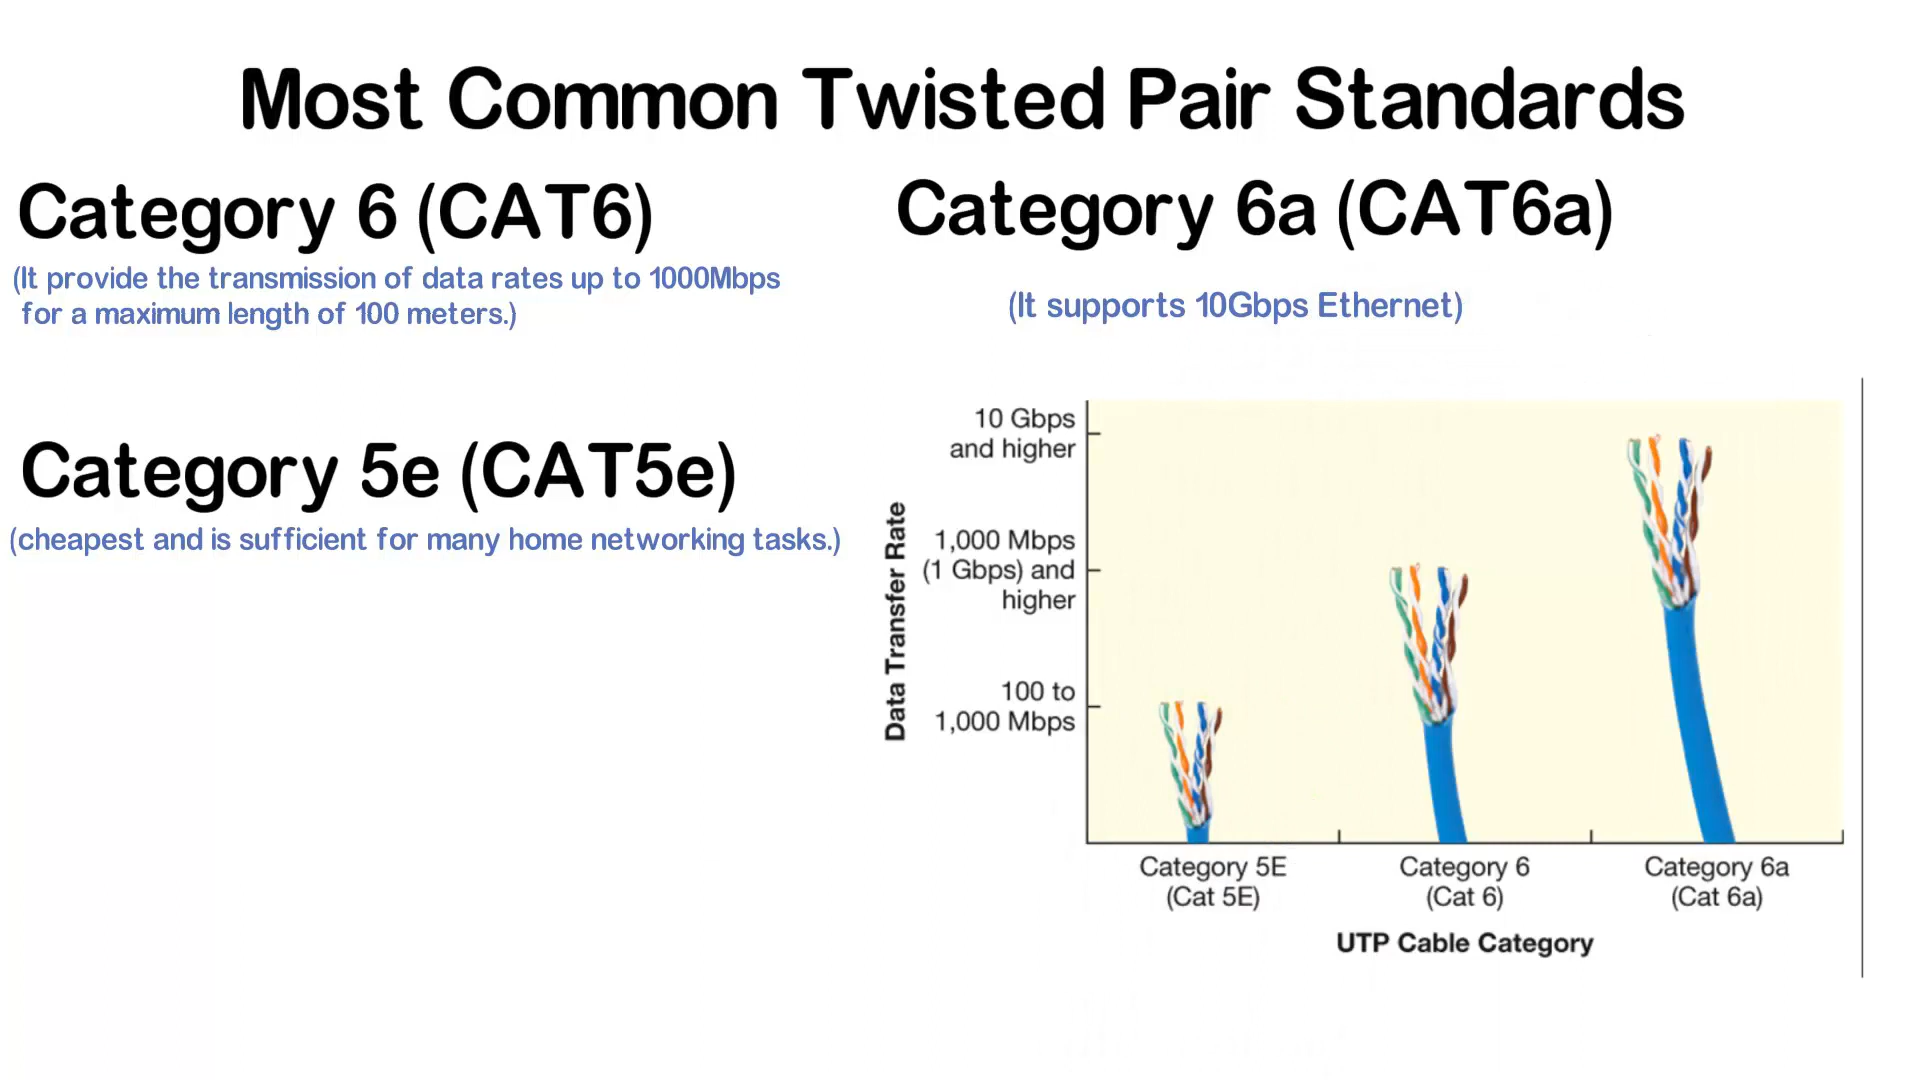 Most Common Twisted Pair Standards
Category 6 (CAT6)
(It provide the transmission of data rates up to 1000Mbps
for a maximum length of 100 meters.)
Category 6a (CAT6a)
(It supports 10Gbps Ethernet)
Category 5e (CAT5e)
(cheapest and is sufficient for many home networking tasks.)
Data Transfer Rate
10 Gbps
and higher
1,000 Mbps
(1 Gbps) and
higher
100 to
1,000 Mbps
Category 5E
(Cat 5E)
Category 6
(Cat 6)
Category 6a
(Cat 6a)
UTP Cable Category